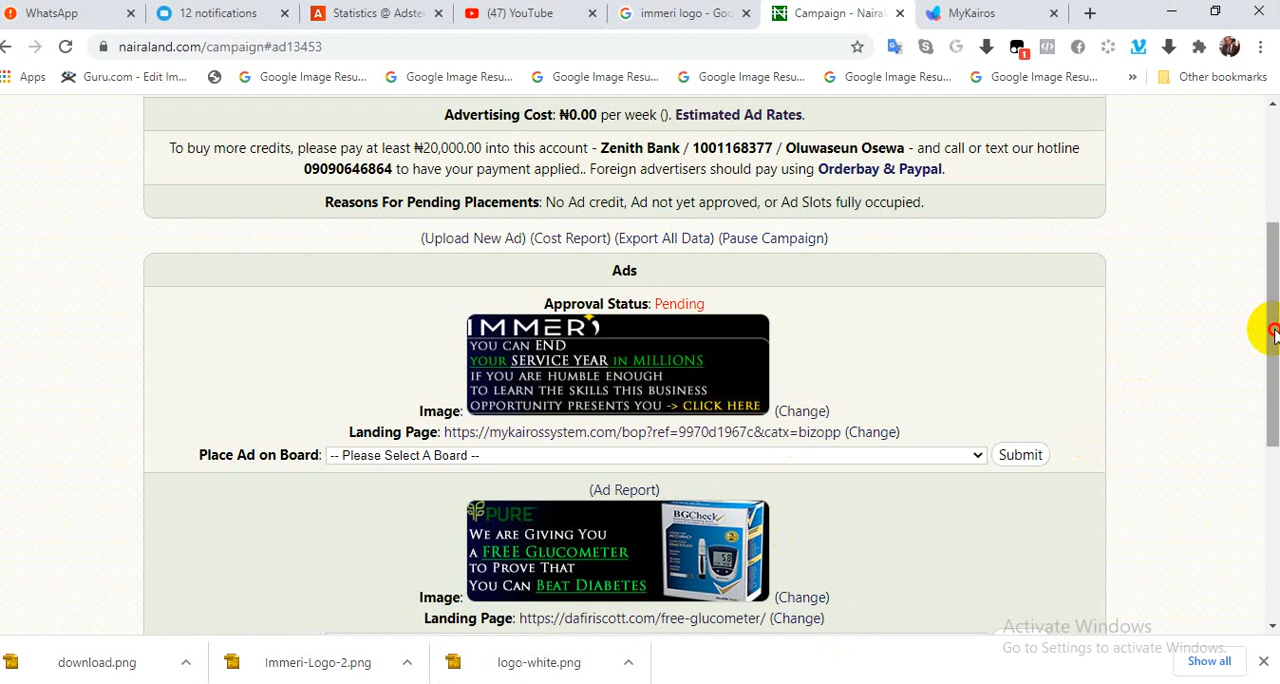 WhatsApp
12 notifications
Statistics @ Adste
(47) YouTube
immeri logo - Goo
Campaign - Nairal
MyKairos
nairaland.com/campaign#ad13453
1
Apps
Guru.com - Edit Im...
Google Image Resu...
Google Image Resu...
Google Image Resu...
Google Image Resu...
Google Image Resu...
Google Image Resu...
»
Other bookmarks
Advertising Cost: ₦0.00 per week (). Estimated Ad Rates.
To buy more credits, please pay at least ₦20,000.00 into this account - Zenith Bank / 1001168377 / Oluwaseun Osewa - and call or text our hotline
09090646864 to have your payment applied.. Foreign advertisers should pay using Orderbay & Paypal.
Reasons For Pending Placements: No Ad credit, Ad not yet approved, or Ad Slots fully occupied.
(Upload New Ad) (Cost Report) (Export All Data) (Pause Campaign)
Ads
Approval Status: Pending
IMMERI
YOU CAN END
YOUR SERVICE YEAR IN MILLIONS
IF YOU ARE HUMBLE ENOUGH
TO LEARN THE SKILLS THIS BUSINESS
OPPORTUNITY PRESENTS YOU -> CLICK HERE
Image: (Change)
Landing Page: https://mykairossystem.com/bop?ref=9970d1967c&catx=bizopp (Change)
Place Ad on Board: -- Please Select A Board -- Submit
(Ad Report)
PURE
WE ARE GIVING YOU
A FREE GLUCOMETER
TO PROVE THAT
YOU CAN BEAT DIABETES
BGCheck
Image: (Change)
Landing Page: https://dafiriscott.com/free-glucometer/ (Change)
Activate Windows
Go to Settings to activate Windows.
download.png
Immeri-Logo-2.png
logo-white.png
Show all